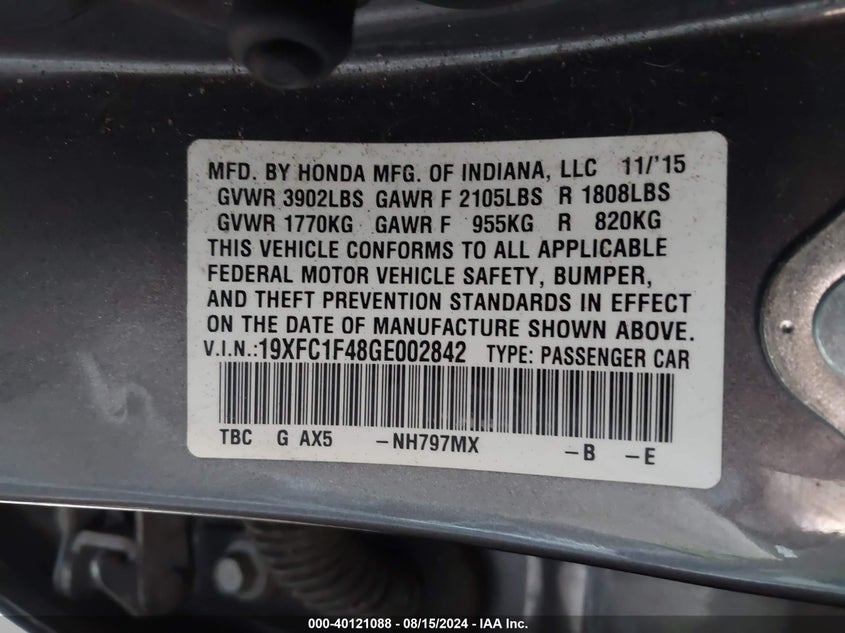 MFD. BY HONDA MFG. OF INDIANA, LLC 11/'15
GVWR 3902LBS GAWR F 2105LBS R 1808LBS
GVWR 1770KG GAWR F 955KG R 820KG
THIS VEHICLE CONFORMS TO ALL APPLICABLE
FEDERAL MOTOR VEHICLE SAFETY, BUMPER,
AND THEFT PREVENTION STANDARDS IN EFFECT
ON THE DATE OF MANUFACTURE SHOWN ABOVE.
V.I.N.:19XFC1F48GE002842 TYPE: PASSENGER CAR
TBC G AX5 -NH797MX -B -E
000-40121088 - 08/15/2024 - IAA Inc.